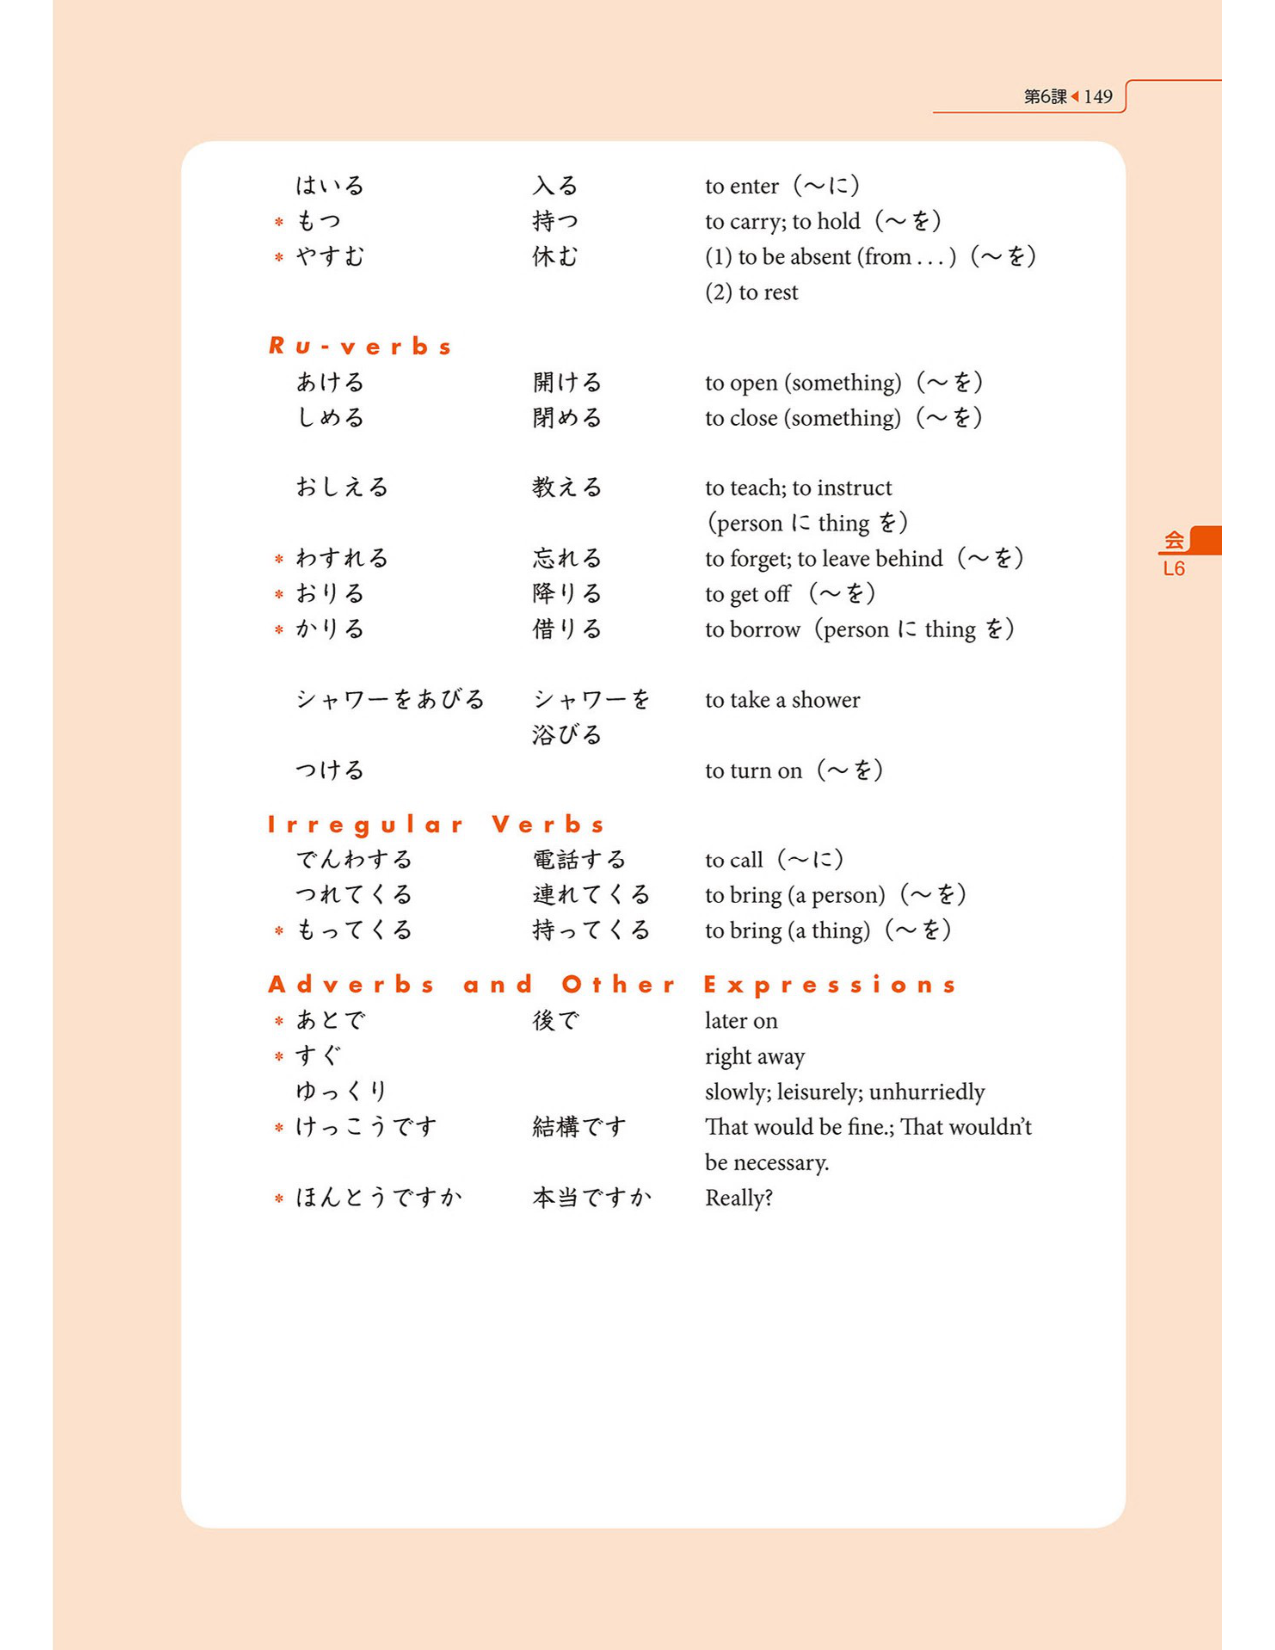 第6課 ◀ 149
はいる 入る to enter（～に）
* もつ 持つ to carry; to hold（～を）
* やすむ 休む (1) to be absent (from . . . )（～を）
(2) to rest
Ru-verbs
あける 開ける to open (something)（～を）
しめる 閉める to close (something)（～を）
おしえる 教える to teach; to instruct
（person に thing を）
* わすれる 忘れる to forget; to leave behind（～を）
* おりる 降りる to get off （～を）
* かりる 借りる to borrow（person に thing を）
シャワーをあびる シャワーを to take a shower
浴びる
つける to turn on（～を）
Irregular Verbs
でんわする 電話する to call（～に）
つれてくる 連れてくる to bring (a person)（～を）
* もってくる 持ってくる to bring (a thing)（～を）
Adverbs and Other Expressions
* あとで 後で later on
* すぐ right away
ゆっくり slowly; leisurely; unhurriedly
* けっこうです 結構です That would be fine.; That wouldn’t
be necessary.
* ほんとうですか 本当ですか Really?
会
L6